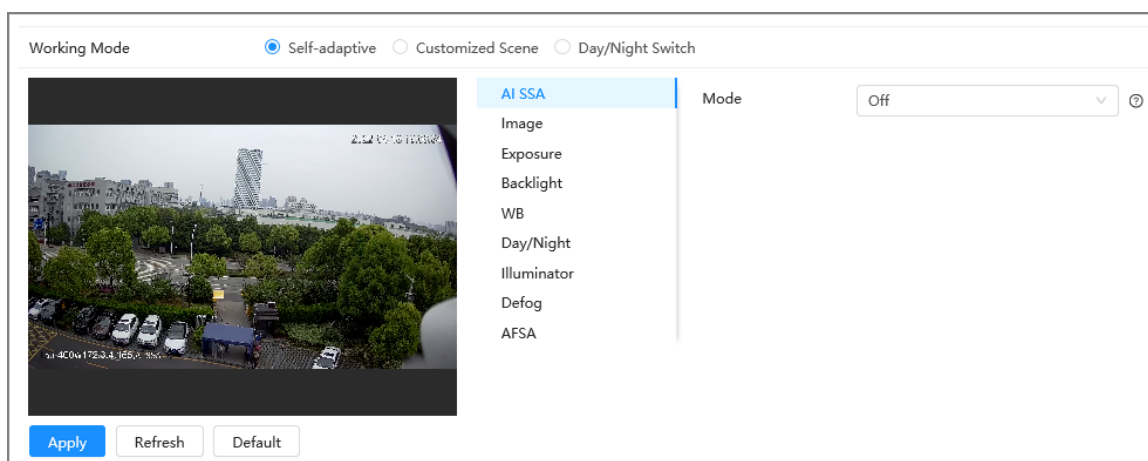 Working Mode
Self-adaptive
Customized Scene
Day/Night Switch
AI SSA
Image
Exposure
Backlight
WB
Day/Night
Illuminator
Defog
AFSA
Mode
Off
Apply
Refresh
Default